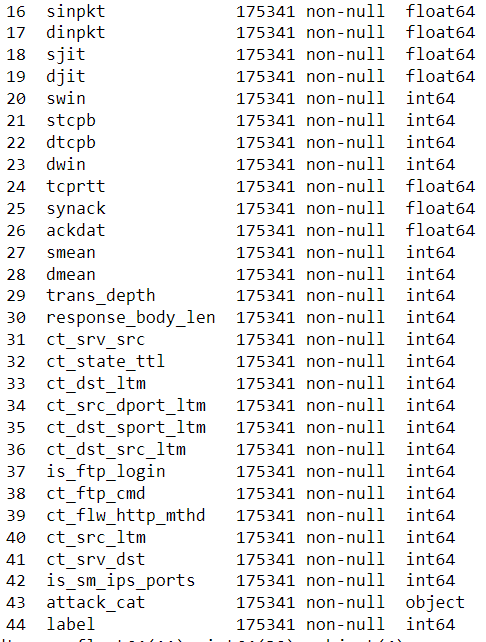 16 sinpkt 175341 non-null float64
17 dinpkt 175341 non-null float64
18 sjit 175341 non-null float64
19 djit 175341 non-null float64
20 swin 175341 non-null int64
21 stcpb 175341 non-null int64
22 dtcpb 175341 non-null int64
23 dwin 175341 non-null int64
24 tcprtt 175341 non-null float64
25 synack 175341 non-null float64
26 ackdat 175341 non-null float64
27 smean 175341 non-null int64
28 dmean 175341 non-null int64
29 trans_depth 175341 non-null int64
30 response_body_len 175341 non-null int64
31 ct_srv_src 175341 non-null int64
32 ct_state_ttl 175341 non-null int64
33 ct_dst_ltm 175341 non-null int64
34 ct_src_dport_ltm 175341 non-null int64
35 ct_dst_sport_ltm 175341 non-null int64
36 ct_dst_src_ltm 175341 non-null int64
37 is_ftp_login 175341 non-null int64
38 ct_ftp_cmd 175341 non-null int64
39 ct_flw_http_mthd 175341 non-null int64
40 ct_src_ltm 175341 non-null int64
41 ct_srv_dst 175341 non-null int64
42 is_sm_ips_ports 175341 non-null int64
43 attack_cat 175341 non-null object
44 label 175341 non-null int64